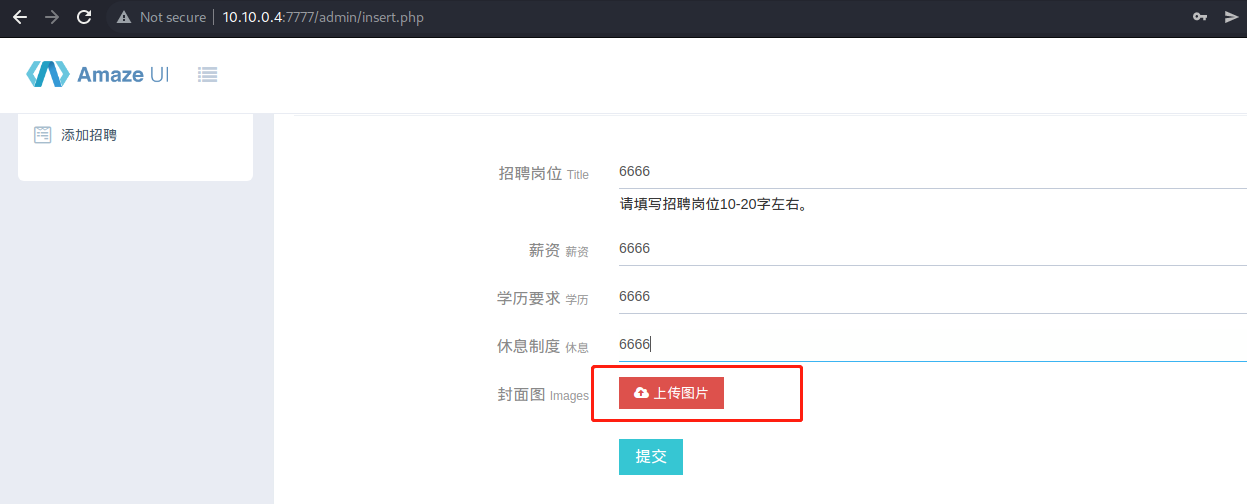 Not secure 10.10.0.4:7777/admin/insert.php
Amaze UI
添加招聘
招聘岗位 Title 6666
请填写招聘岗位10-20字左右。
薪资 薪资 6666
学历要求 学历 6666
休息制度 休息 6666
封面图 Images 上传图片
提交